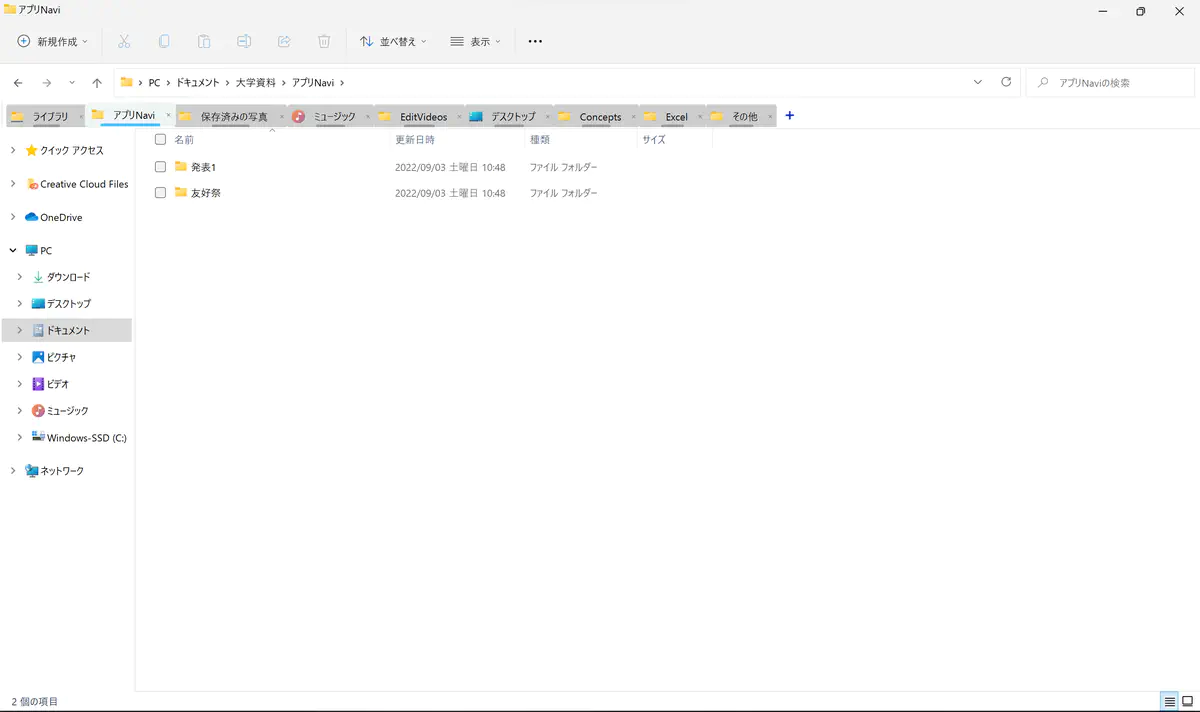 アプリNavi
新規作成 並べ替え 表示
PC ドキュメント 大学資料 アプリNavi アプリNaviの検索
ライブラリ アプリNavi 保存済みの写真 ミュージック EditVideos デスクトップ Concepts Excel その他
名前 更新日時 種類 サイズ
発表1 2022/09/03 土曜日 10:48 ファイル フォルダー
友好祭 2022/09/03 土曜日 10:48 ファイル フォルダー
クイック アクセス
Creative Cloud Files
OneDrive
PC
ダウンロード
デスクトップ
ドキュメント
ピクチャ
ビデオ
ミュージック
Windows-SSD (C:)
ネットワーク
2 個の項目